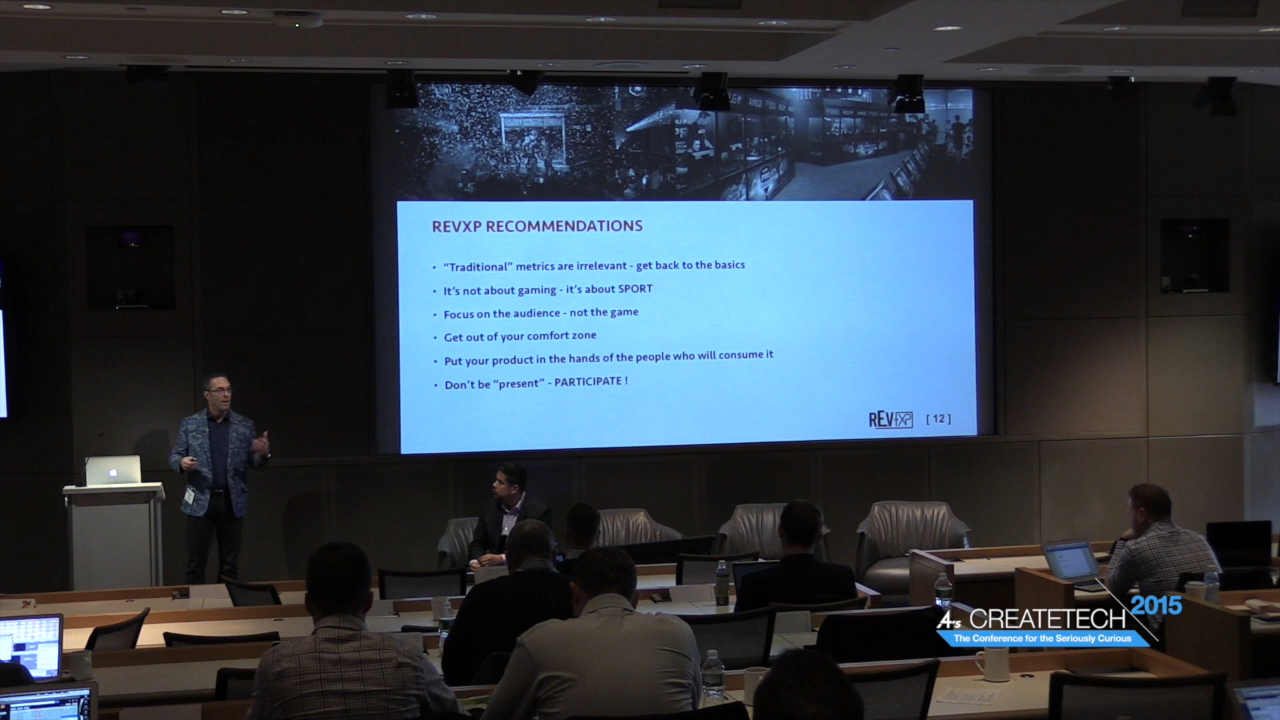 REVXP RECOMMENDATIONS
• “Traditional” metrics are irrelevant - get back to the basics
• It's not about gaming - it's about SPORT
• Focus on the audience - not the game
• Get out of your comfort zone
• Put your product in the hands of the people who will consume it
• Don't be “present” - PARTICIPATE !
REVXP [ 12 ]
4A's CREATETECH 2015
The Conference for the Seriously Curious